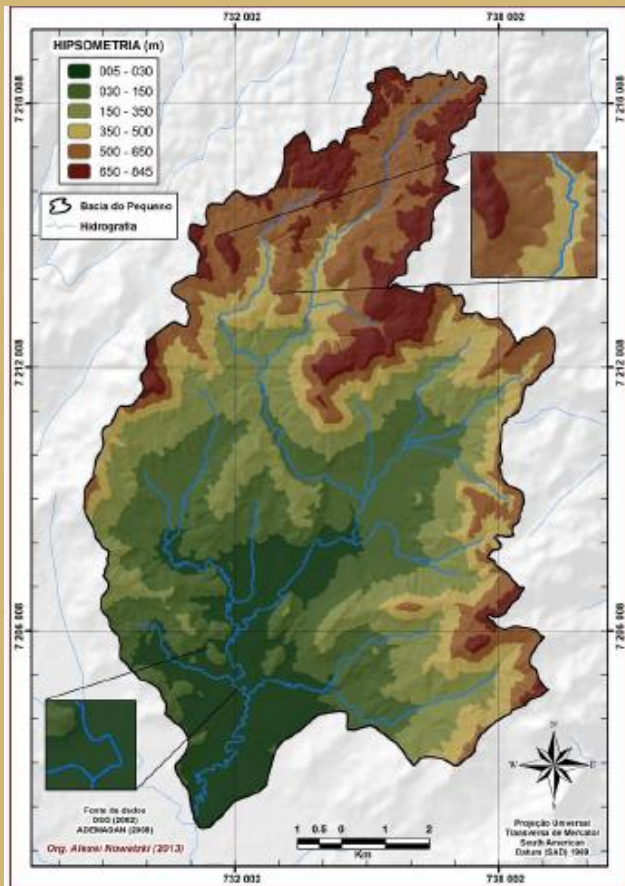 732 002
738 002
HIPSOMETRIA (m)
005 - 030
030 - 150
150 - 350
350 - 500
500 - 650
650 - 845
Bacia do Pequeno
Hidrografia
7 218 008
7 218 008
7 212 008
7 212 008
7 206 008
7 206 008
Fonte de dados
DSG (2002)
Org. Alexei Nowatzki (2013)
N
W
E
S
1 0.5 0 1 2
Km
Projeção Universal
Transversa de Mercator
South American
Datum (SAD) 1969
732 002
738 002